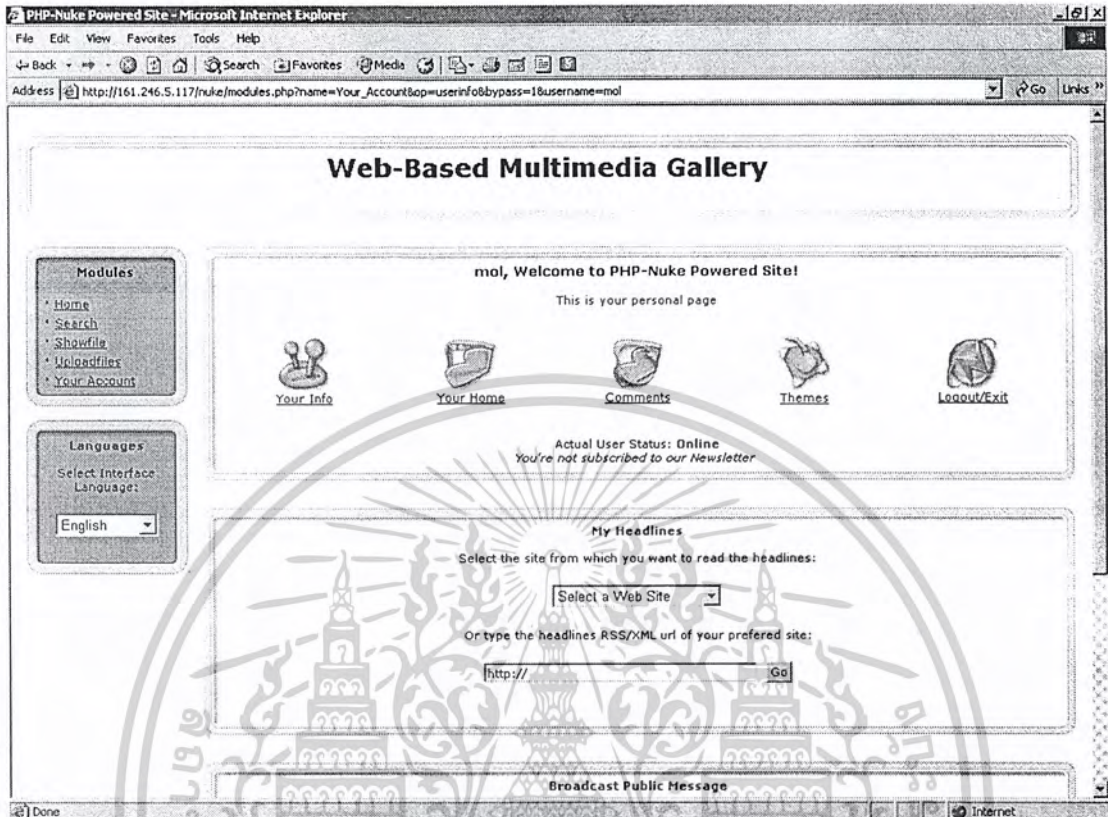 PHP-Nuke Powered Site - Microsoft Internet Explorer
File Edit View Favorites Tools Help
Back Search Favorites Media
Address http://161.246.5.117/nuke/modules.php?name=Your_Account&op=userinfo&bypass=1&username=mol Go Links »
Web-Based Multimedia Gallery
Modules
Home
Search
Showfile
Uploadfiles
Your Account
Languages
Select Interface
Language:
English
mol, Welcome to PHP-Nuke Powered Site!
This is your personal page
Your Info Your Home Comments Themes Logout/Exit
Actual User Status: Online
You're not subscribed to our Newsletter
My Headlines
Select the site from which you want to read the headlines:
Select a Web Site
Or type the headlines RSS/XML url of your prefered site:
http:// Go
Broadcast Public Message
Done Internet